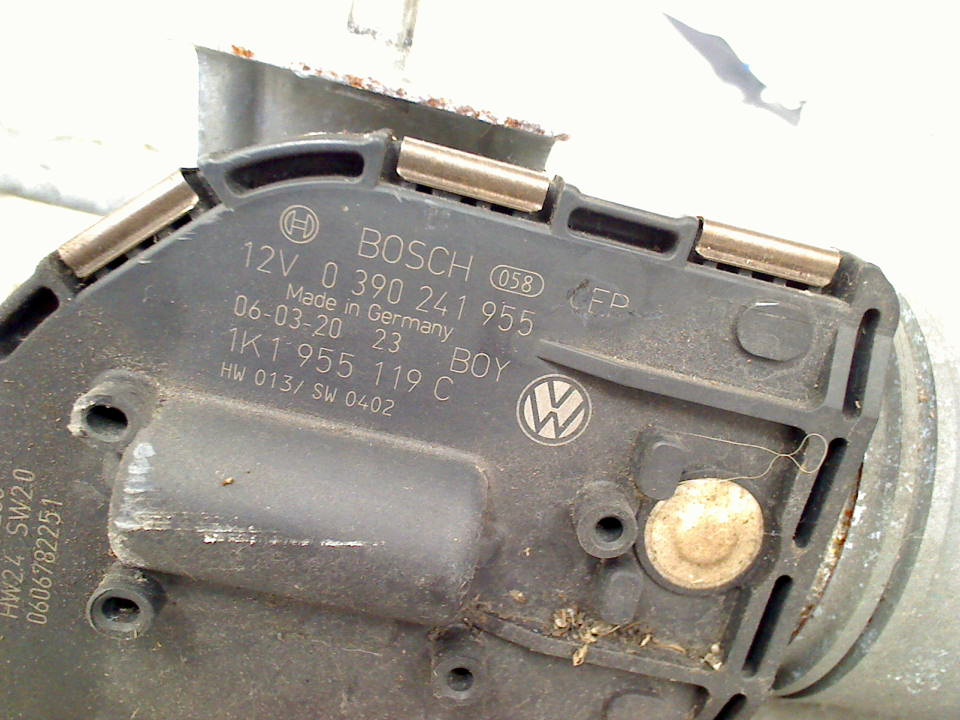 BOSCH 058
12V 0 390 241 955
Made in Germany
06-03-20 23 BOY
1K1 955 119 C
HW 013/ SW 0402
HW24 SW20
0606782251